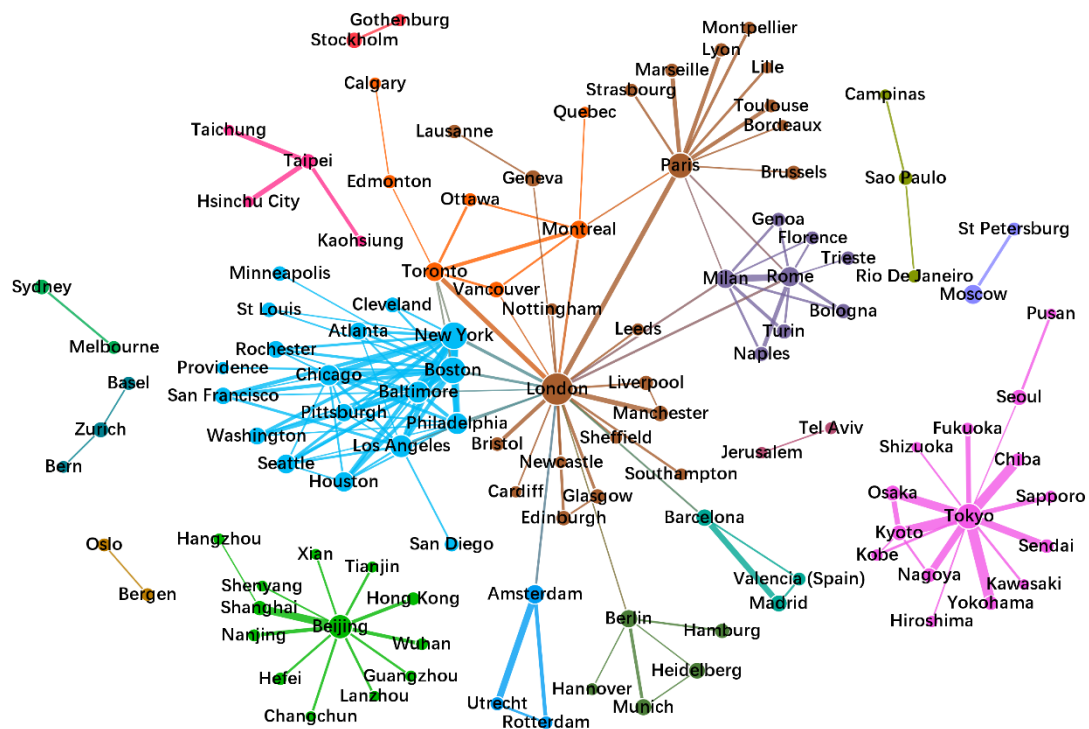 Gothenburg
Stockholm
Montpellier
Lyon
Marseille
Lille
Calgary
Strasbourg
Campinas
Quebec
Toulouse
Taichung
Lausanne
Bordeaux
Taipei
Paris
Edmonton
Geneva
Brussels
Sao Paulo
Hsinchu City
Ottawa
Kaohsiung
Montreal
Genoa
St Petersburg
Florence
Minneapolis
Toronto
Milan
Rome
Trieste
Rio De Janeiro
Sydney
Vancouver
Moscow
St Louis
Cleveland
Nottingham
Bologna
Pusan
Atlanta
New York
Leeds
Turin
Melbourne
Rochester
Naples
Providence
Chicago
Boston
Basel
San Francisco
Baltimore
London
Liverpool
Seoul
Pittsburgh
Manchester
Zurich
Washington
Philadelphia
Tel Aviv
Fukuoka
Los Angeles
Bristol
Sheffield
Shizuoka
Jerusalem
Chiba
Bern
Seattle
Newcastle
Southampton
Houston
Cardiff
Glasgow
Osaka
Sapporo
Edinburgh
Barcelona
Tokyo
Kyoto
Oslo
Hangzhou
San Diego
Sendai
Xian
Kobe
Tianjin
Nagoya
Valencia (Spain)
Shenyang
Kawasaki
Bergen
Amsterdam
Hong Kong
Madrid
Yokohama
Shanghai
Hiroshima
Beijing
Berlin
Nanjing
Hamburg
Wuhan
Heidelberg
Hefei
Guangzhou
Hannover
Lanzhou
Utrecht
Munich
Changchun
Rotterdam